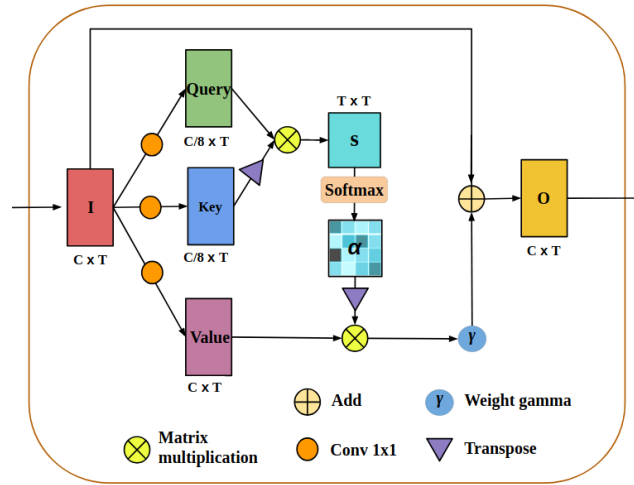 Query
T x T
C/8 x T
S
I
Key
Softmax
O
C x T
C/8 x T
α
C x T
Value
γ
C x T
Add
γ
Weight gamma
Matrix
multiplication
Conv 1x1
Transpose